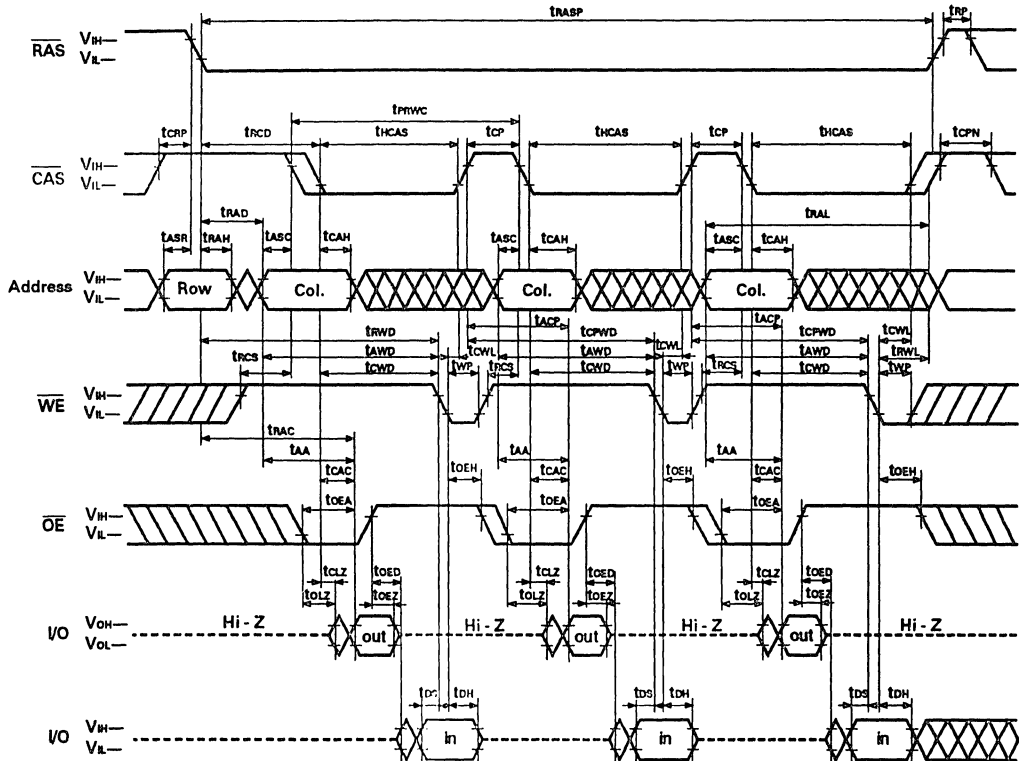 tRASP tRP
RAS VIH
VIL
tPRWC
tCRP tRCD tHCAS tCP tHCAS tCP tHCAS tCPN
CAS VIH
VIL
tRAD tRAL
tASR tRAH tASC tCAH tASC tCAH tASC tCAH
Address VIH
VIL
Row Col. Col. Col.
tACP tACP
tRWD tCPWD tCPWD tCWL
tCWL tCWL
tAWD tAWD tAWD tRWL
tRCS tCWD tWP tRCS tCWD tWP tRCS tCWD tWP
WE VIH
VIL
tRAC
tAA tAA tAA
tCAC tOEH tCAC tOEH tCAC tOEH
tOEA tOEA tOEA
OE VIH
VIL
tCLZ tOED tCLZ tOED tCLZ tOED
tOLZ tOEZ tOLZ tOEZ tOLZ tOEZ
I/O VOH
VOL
Hi - Z out Hi - Z out Hi - Z out Hi - Z
tDS tDH tDS tDH tDS tDH
I/O VIH
VIL
in in in